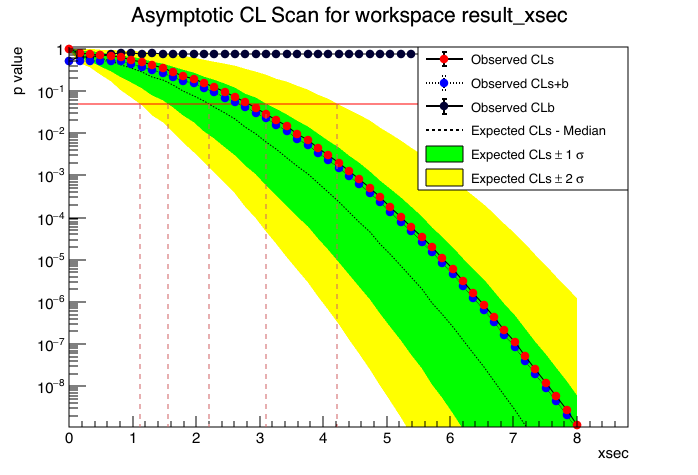 Asymptotic CL Scan for workspace result_xsec
p value
1
10⁻¹
10⁻²
10⁻³
10⁻⁴
10⁻⁵
10⁻⁶
10⁻⁷
10⁻⁸
Observed CLs
Observed CLs+b
Observed CLb
Expected CLs - Median
Expected CLs ± 1 σ
Expected CLs ± 2 σ
0 1 2 3 4 5 6 7 8
xsec